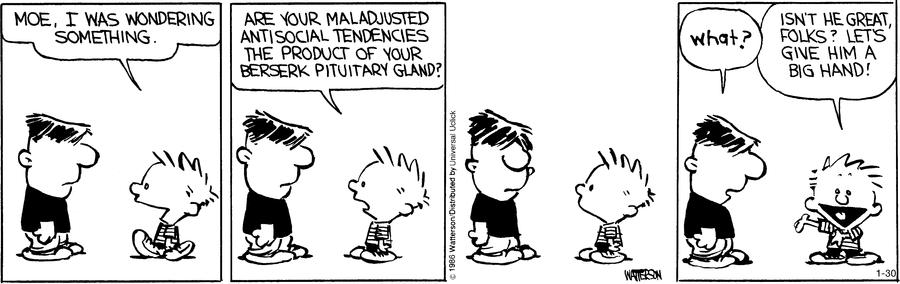 MOE, I WAS WONDERING
SOMETHING.
ARE YOUR MALADJUSTED
ANTISOCIAL TENDENCIES
THE PRODUCT OF YOUR
BERSERK PITUITARY GLAND?
© 1986 Watterson/Distributed by Universal Uclick
WATTERSON
What?
ISN'T HE GREAT,
FOLKS? LET'S
GIVE HIM A
BIG HAND!
1-30